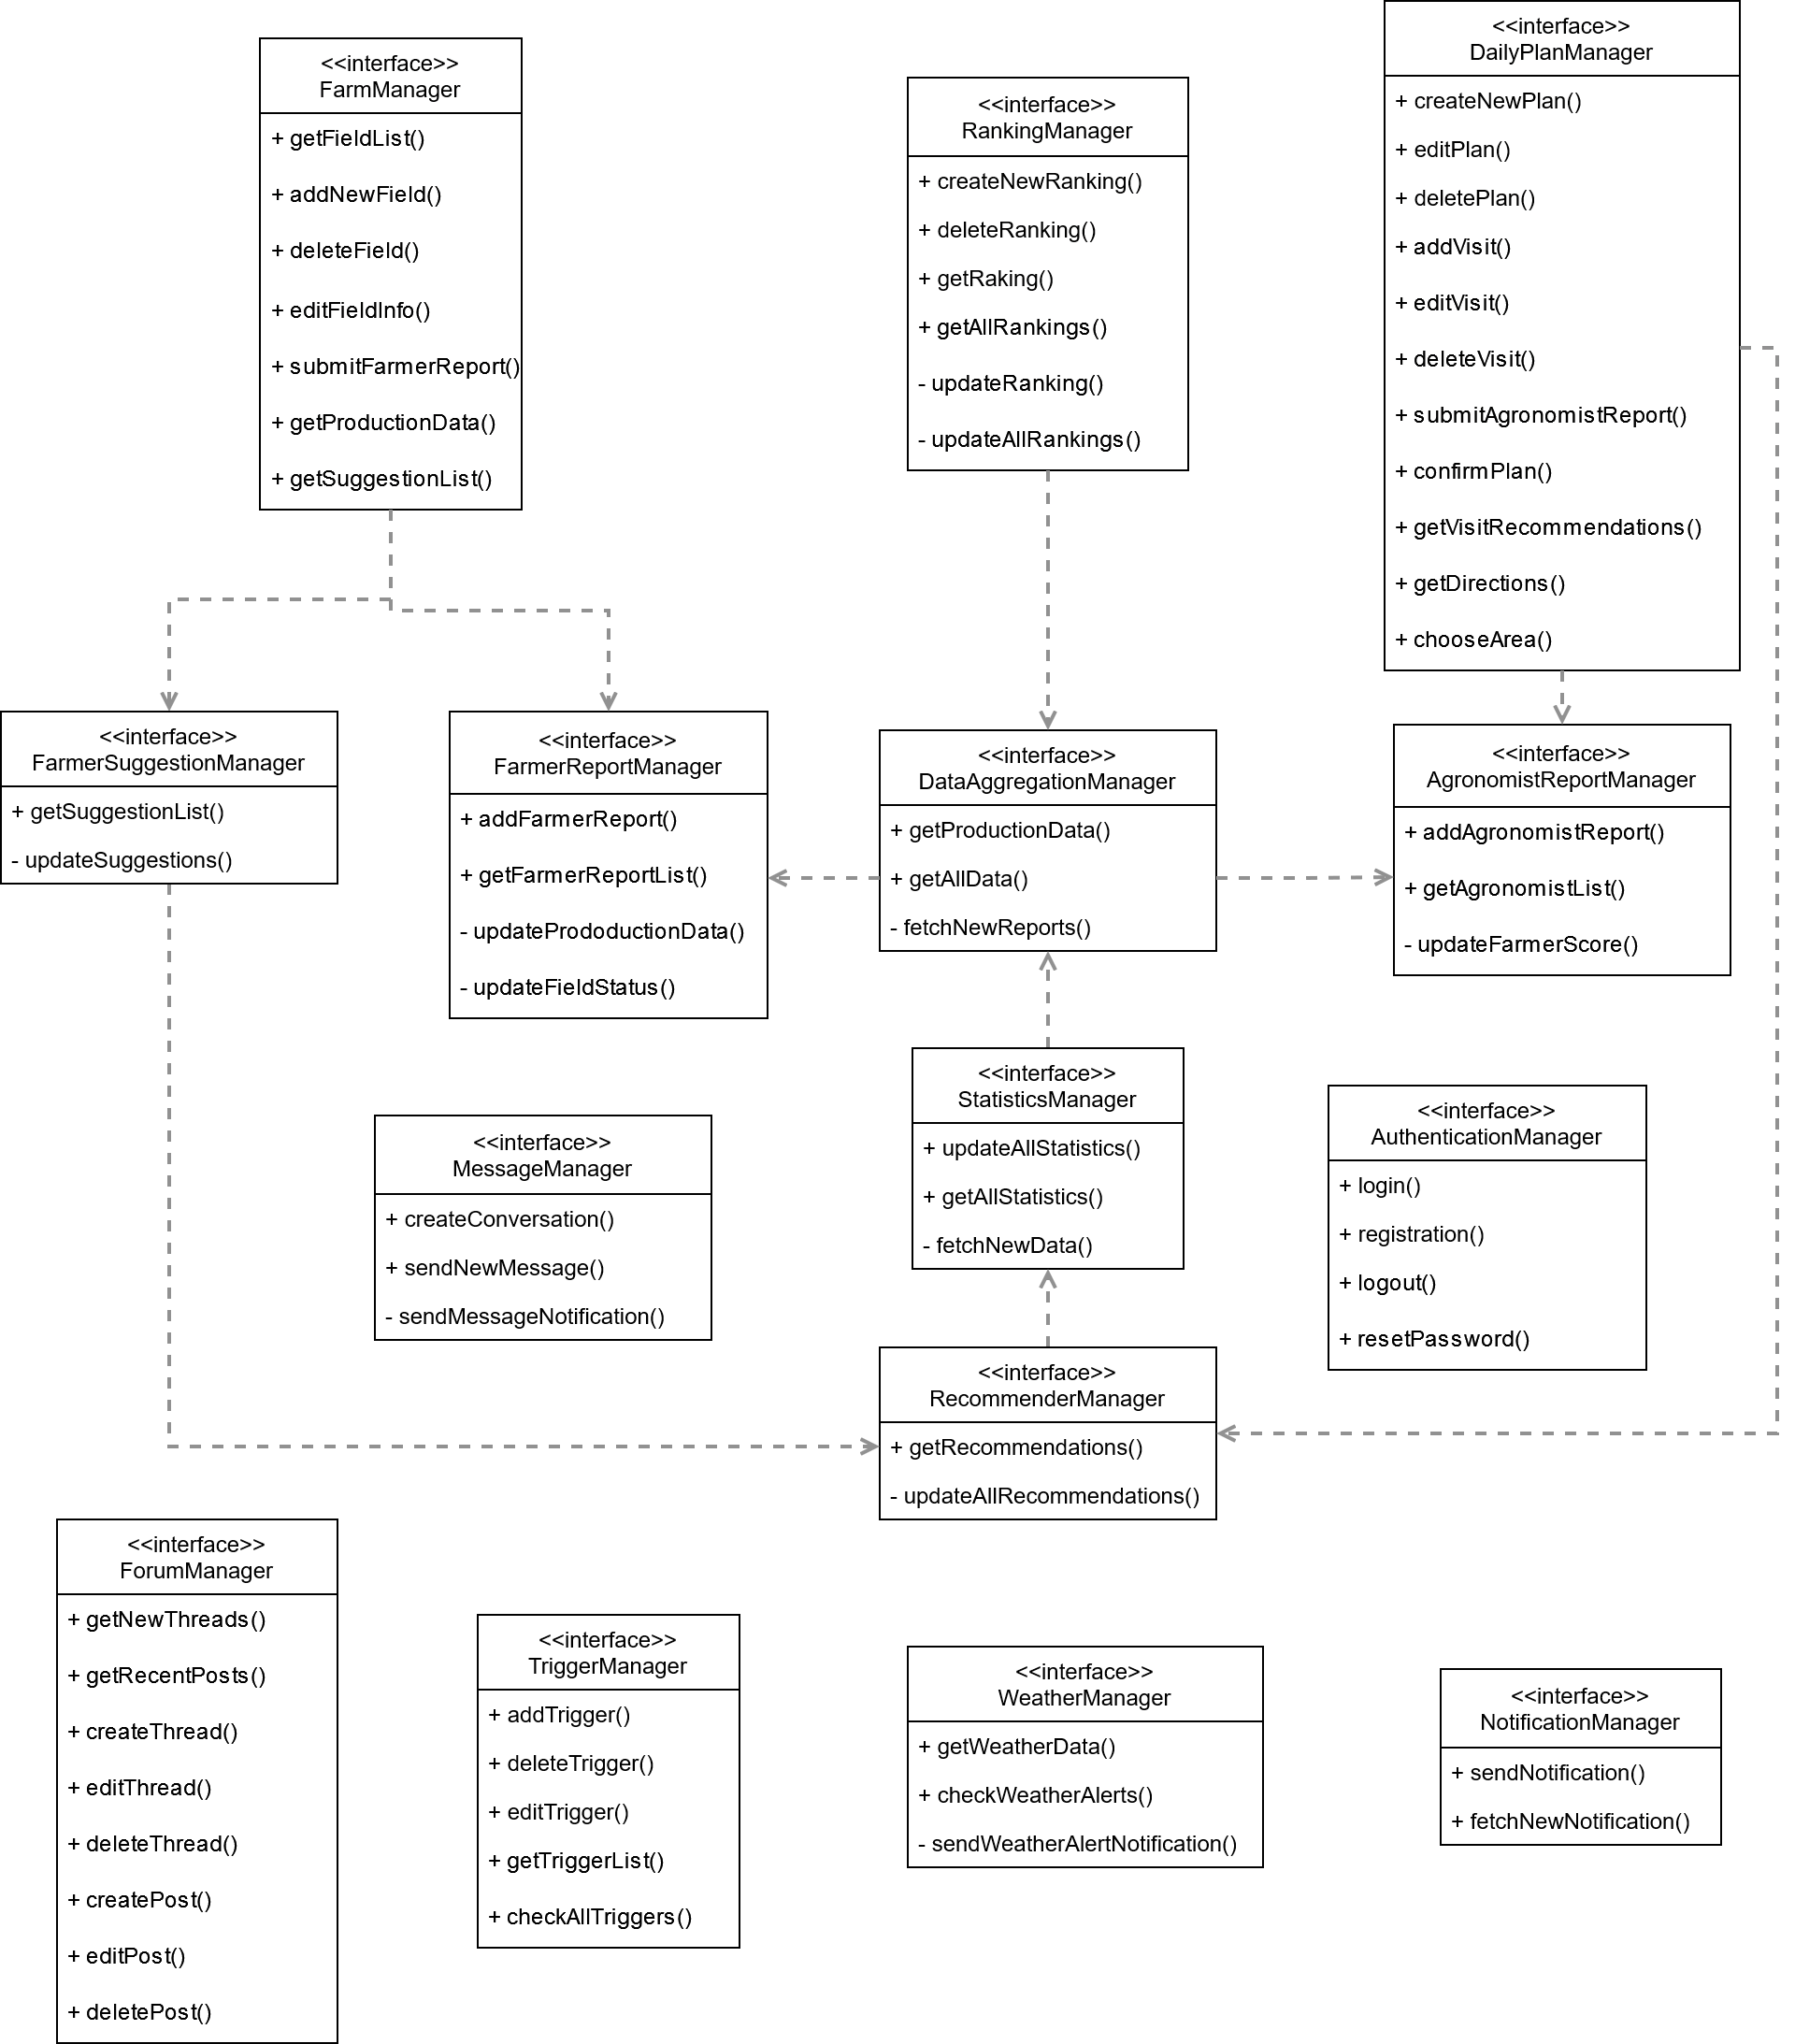 <<interface>>
FarmManager
+ getFieldList()
+ addNewField()
+ deleteField()
+ editFieldInfo()
+ submitFarmerReport()
+ getProductionData()
+ getSuggestionList()
<<interface>>
RankingManager
+ createNewRanking()
+ deleteRanking()
+ getRaking()
+ getAllRankings()
- updateRanking()
- updateAllRankings()
<<interface>>
DailyPlanManager
+ createNewPlan()
+ editPlan()
+ deletePlan()
+ addVisit()
+ editVisit()
+ deleteVisit()
+ submitAgronomistReport()
+ confirmPlan()
+ getVisitRecommendations()
+ getDirections()
+ chooseArea()
<<interface>>
FarmerSuggestionManager
+ getSuggestionList()
- updateSuggestions()
<<interface>>
FarmerReportManager
+ addFarmerReport()
+ getFarmerReportList()
- updateProdoductionData()
- updateFieldStatus()
<<interface>>
DataAggregationManager
+ getProductionData()
+ getAllData()
- fetchNewReports()
<<interface>>
AgronomistReportManager
+ addAgronomistReport()
+ getAgronomistList()
- updateFarmerScore()
<<interface>>
StatisticsManager
+ updateAllStatistics()
+ getAllStatistics()
- fetchNewData()
<<interface>>
MessageManager
+ createConversation()
+ sendNewMessage()
- sendMessageNotification()
<<interface>>
AuthenticationManager
+ login()
+ registration()
+ logout()
+ resetPassword()
<<interface>>
RecommenderManager
+ getRecommendations()
- updateAllRecommendations()
<<interface>>
ForumManager
+ getNewThreads()
+ getRecentPosts()
+ createThread()
+ editThread()
+ deleteThread()
+ createPost()
+ editPost()
+ deletePost()
<<interface>>
TriggerManager
+ addTrigger()
+ deleteTrigger()
+ editTrigger()
+ getTriggerList()
+ checkAllTriggers()
<<interface>>
WeatherManager
+ getWeatherData()
+ checkWeatherAlerts()
- sendWeatherAlertNotification()
<<interface>>
NotificationManager
+ sendNotification()
+ fetchNewNotification()